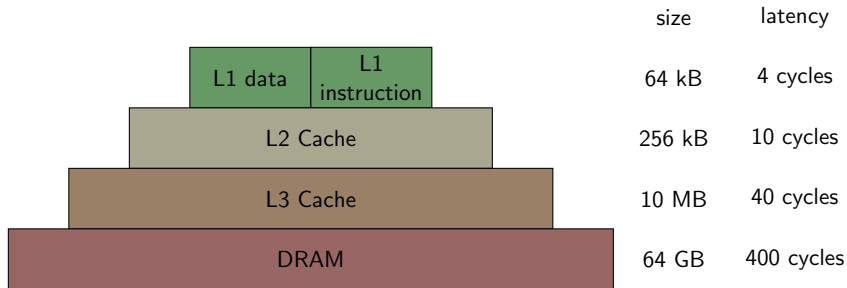 size latency
L1 data L1 instruction 64 kB 4 cycles
L2 Cache 256 kB 10 cycles
L3 Cache 10 MB 40 cycles
DRAM 64 GB 400 cycles